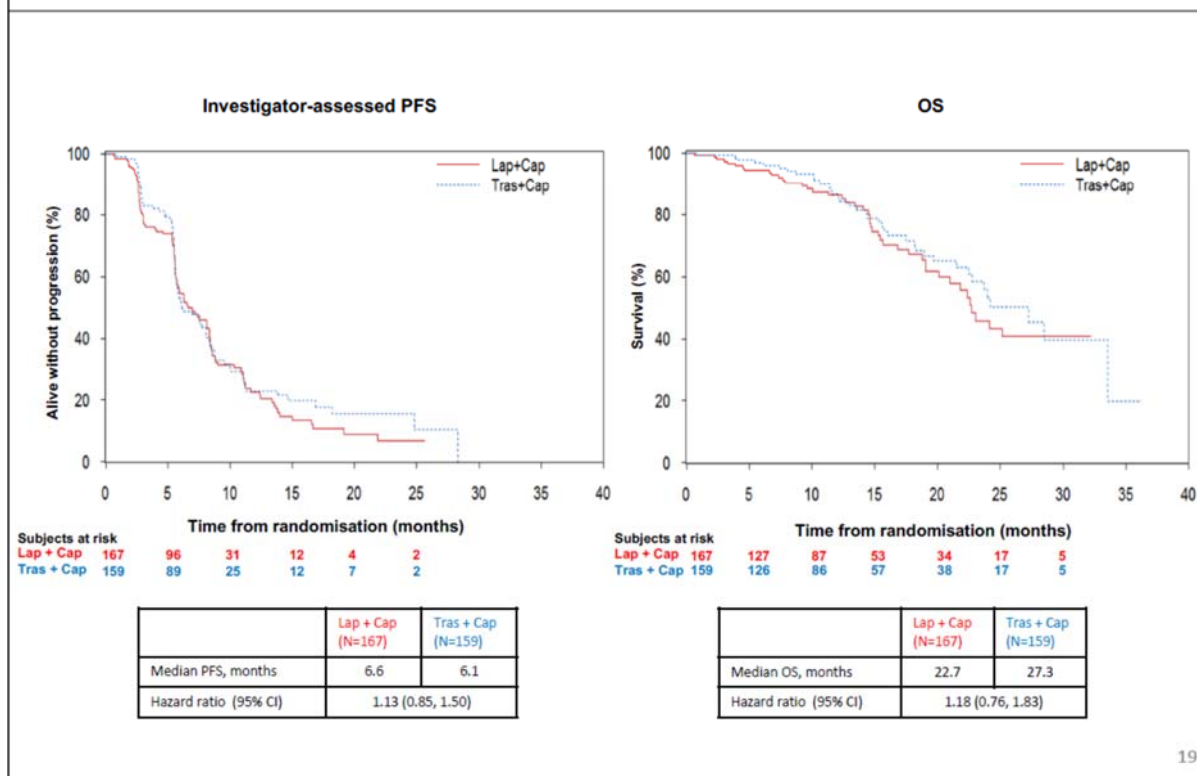 Investigator-assessed PFS
Alive without progression (%)
100
80
60
40
20
0
Lap+Cap
Tras+Cap
0 5 10 15 20 25 30 35 40
Time from randomisation (months)
Subjects at risk
Lap + Cap 167 96 31 12 4 2
Tras + Cap 159 89 25 12 7 2
Lap + Cap (N=167)
Tras + Cap (N=159)
Median PFS, months 6.6 6.1
Hazard ratio (95% CI) 1.13 (0.85, 1.50)
OS
Survival (%)
100
80
60
40
20
0
Lap+Cap
Tras+Cap
0 5 10 15 20 25 30 35 40
Time from randomisation (months)
Subjects at risk
Lap + Cap 167 127 87 53 34 17 5
Tras + Cap 159 126 86 57 38 17 5
Lap + Cap (N=167)
Tras + Cap (N=159)
Median OS, months 22.7 27.3
Hazard ratio (95% CI) 1.18 (0.76, 1.83)
19